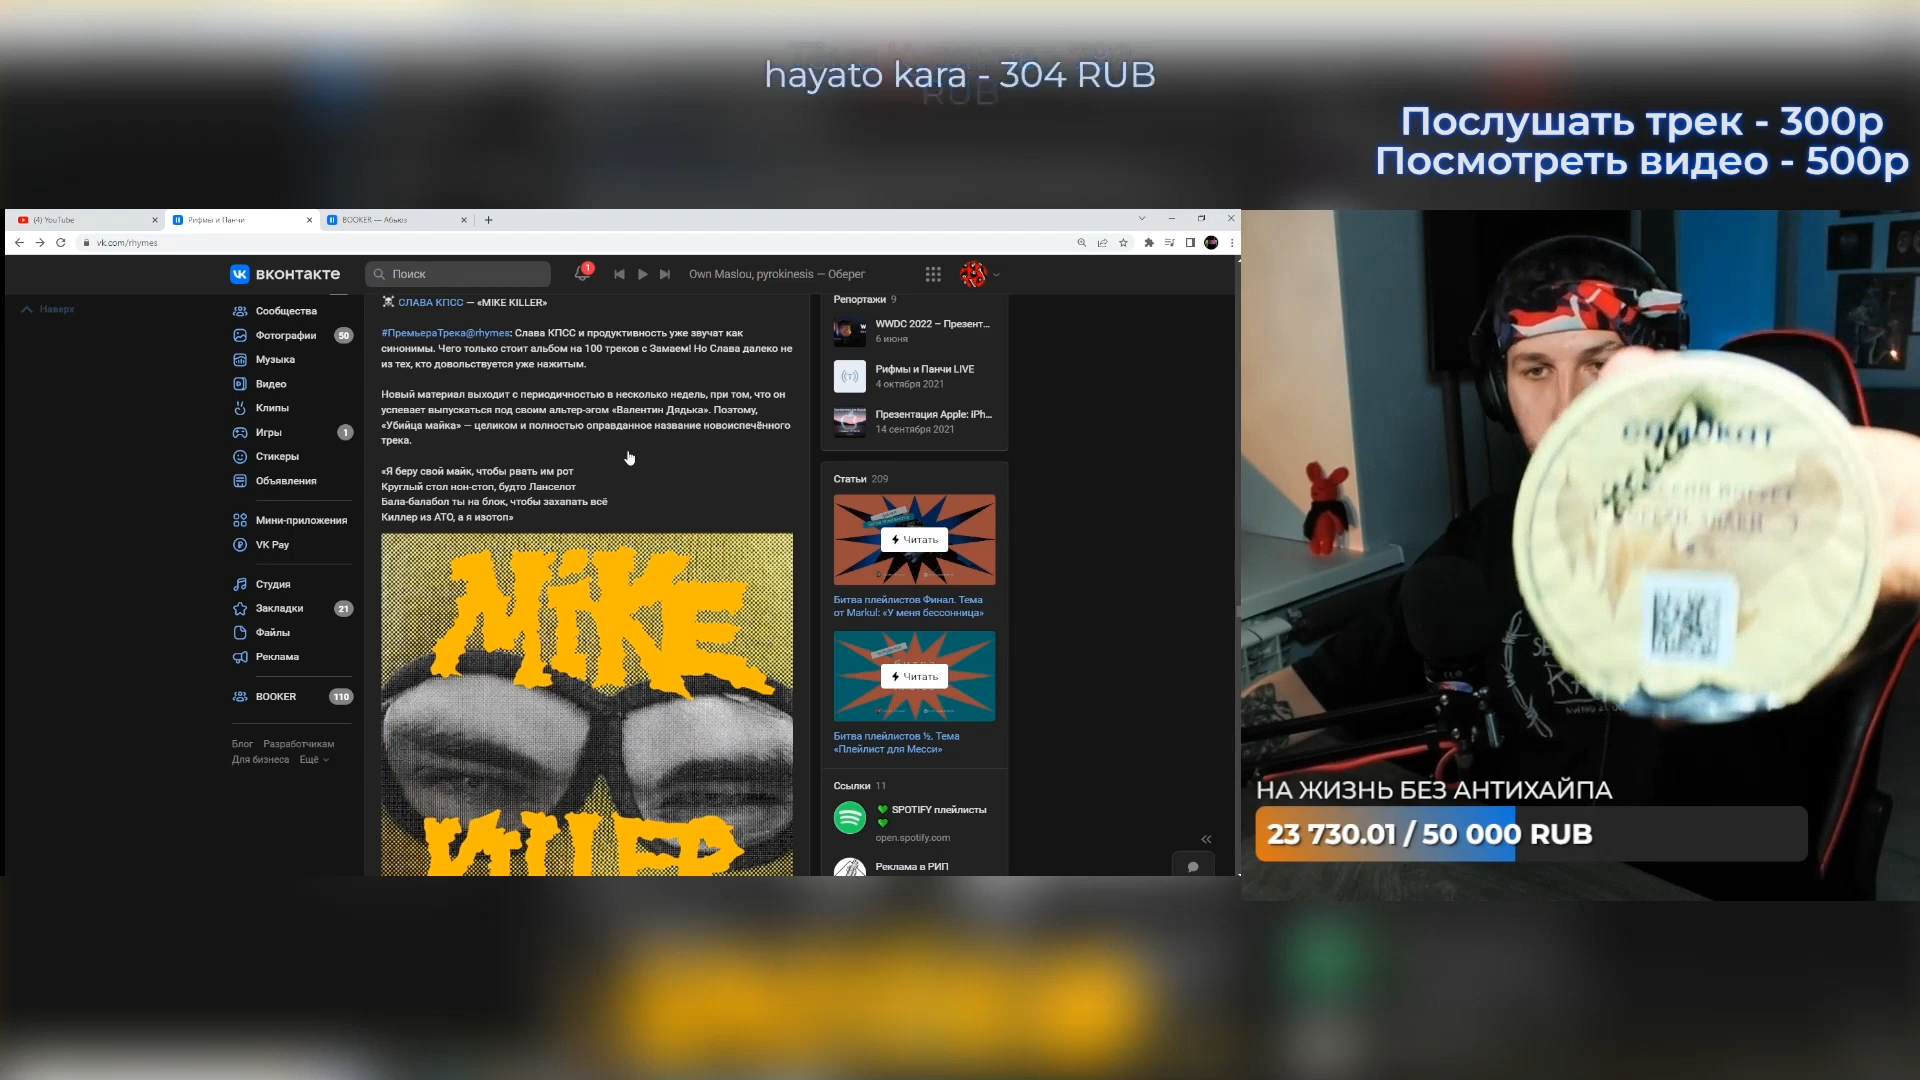 hayato kara - 304 RUB
Послушать трек - 300р
Посмотреть видео - 500р
(4) YouTube
Рифмы и Панчи
BOOKER — Абьюз
vk.com/rhymes
вконтакте
Поиск
1
Own Maslou, pyrokinesis — Оберег
Наверх
Сообщества
Фотографии 50
Музыка
Видео
Клипы
Игры 1
Стикеры
Объявления
Мини-приложения
VK Pay
Студия
Закладки 21
Файлы
Реклама
BOOKER 110
Блог Разработчикам
Для бизнеса Ещё
СЛАВА КПСС — «MIKE KILLER»
#ПремьераТрека@rhymes: Слава КПСС и продуктивность уже звучат как
синонимы. Чего только стоит альбом на 100 треков с Замаем! Но Слава далеко не
из тех, кто довольствуется уже нажитым.
Новый материал выходит с периодичностью в несколько недель, при том, что он
успевает выпускаться под своим альтер-эгом «Валентин Дядька». Поэтому,
«Убийца майка» — целиком и полностью оправданное название новоиспечённого
трека.
«Я беру свой майк, чтобы рвать им рот
Круглый стол нон-стоп, будто Ланселот
Бала-балабол ты на блок, чтобы захапать всё
Киллер из АТО, а я изотоп»
MIKE
KILLER
Репортажи 9
WWDC 2022 – Презент...
6 июня
Рифмы и Панчи LIVE
4 октября 2021
Презентация Apple: iPh...
14 сентября 2021
Статьи 209
Читать
Битва плейлистов Финал. Тема
от Markul: «У меня бессонница»
Читать
Битва плейлистов ½. Тема
«Плейлист для Месси»
Ссылки 11
SPOTIFY плейлисты
open.spotify.com
Реклама в РИП
НА ЖИЗНЬ БЕЗ АНТИХАЙПА
23 730.01 / 50 000 RUB